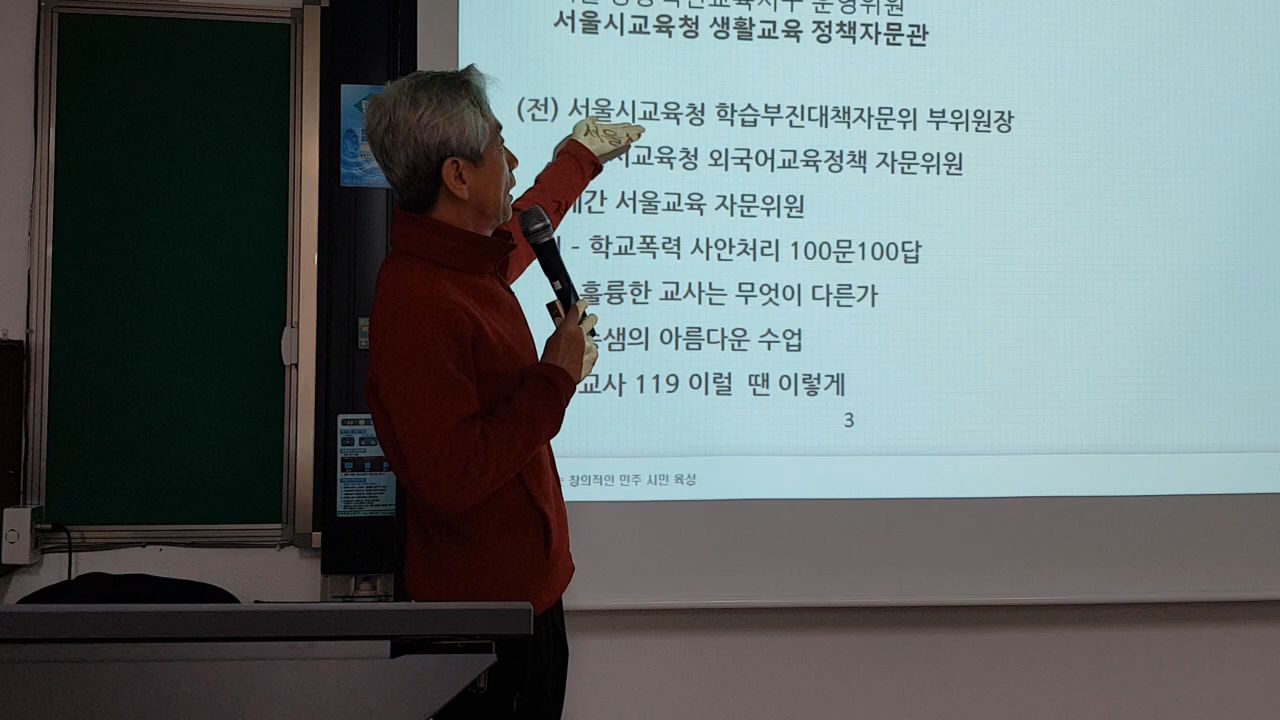 운영위원
서울시교육청 생활교육 정책자문관
(전) 서울시교육청 학습부진대책자문위 부위원장
시교육청 외국어교육정책 자문위원
서울교육 자문위원
- 학교폭력 사안처리 100문100답
훌륭한 교사는 무엇이 다른가
샘의 아름다운 수업
교사 119 이럴 땐 이렇게
3
창의적인 민주 시민 육성